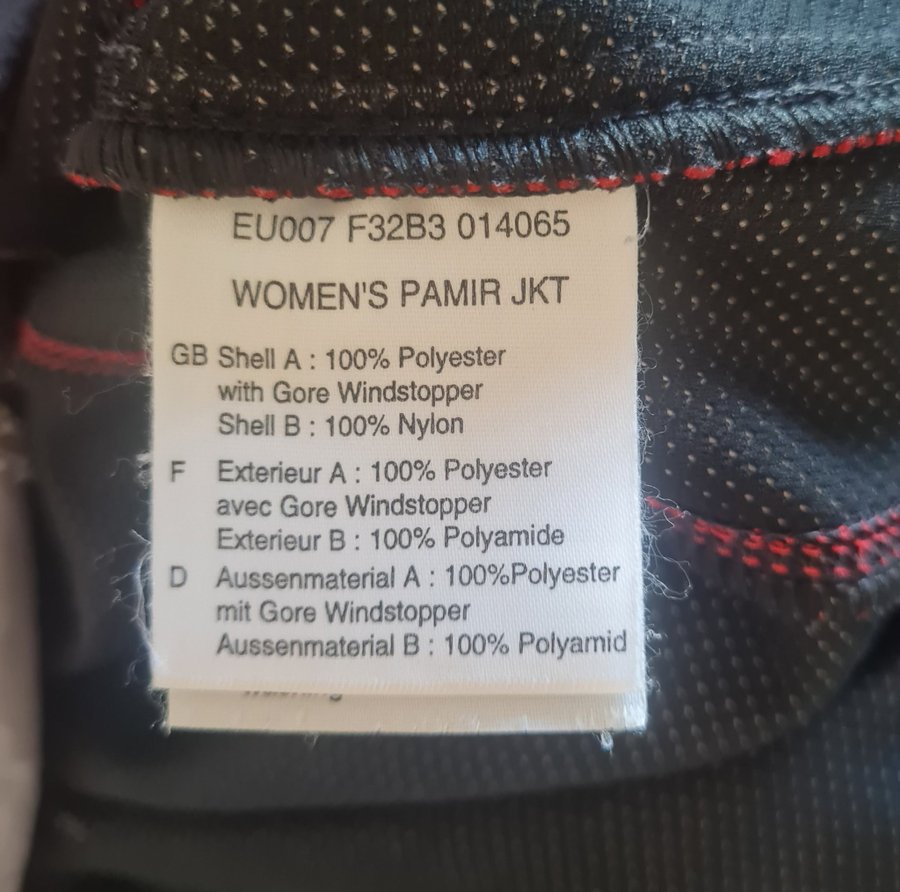 EU007 F32B3 014065
WOMEN'S PAMIR JKT
GB Shell A : 100% Polyester
with Gore Windstopper
Shell B : 100% Nylon
F Exterieur A : 100% Polyester
avec Gore Windstopper
Exterieur B : 100% Polyamide
D Aussenmaterial A : 100%Polyester
mit Gore Windstopper
Aussenmaterial B : 100% Polyamid